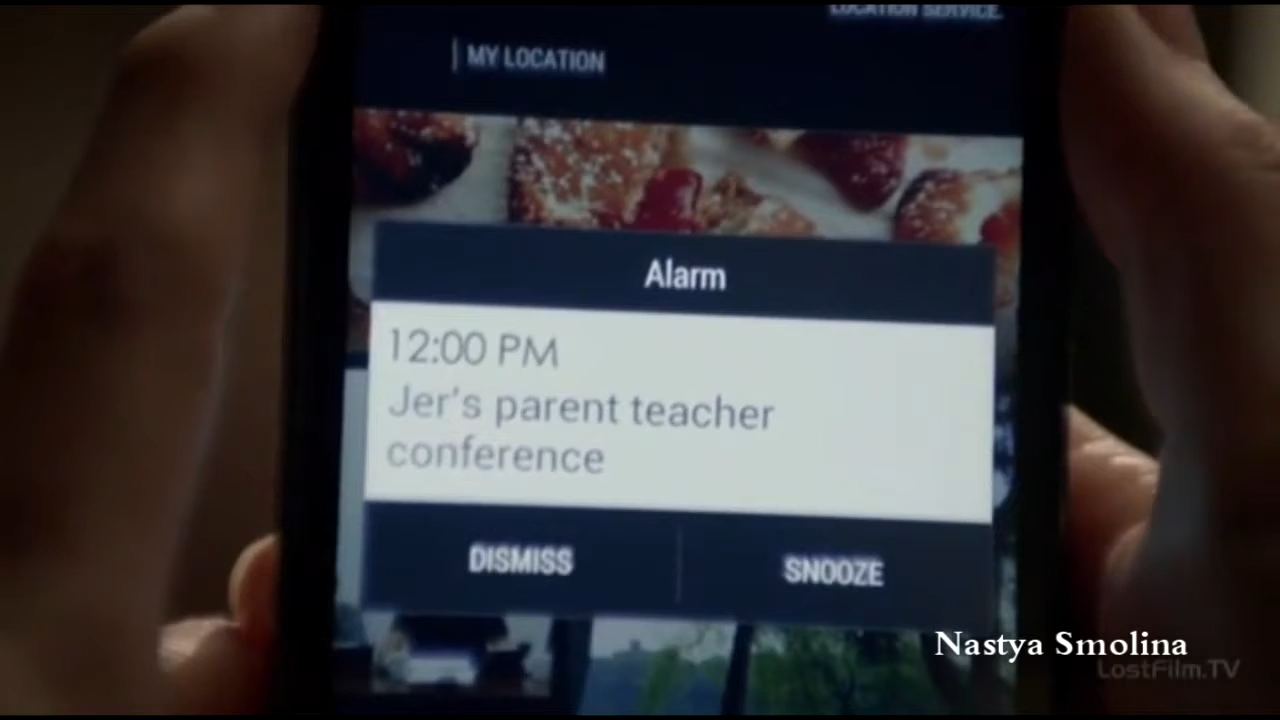 LOCATION SERVICE.
MY LOCATION
Alarm
12:00 PM
Jer's parent teacher
conference
DISMISS
SNOOZE
Nastya Smolina
LostFilm.TV